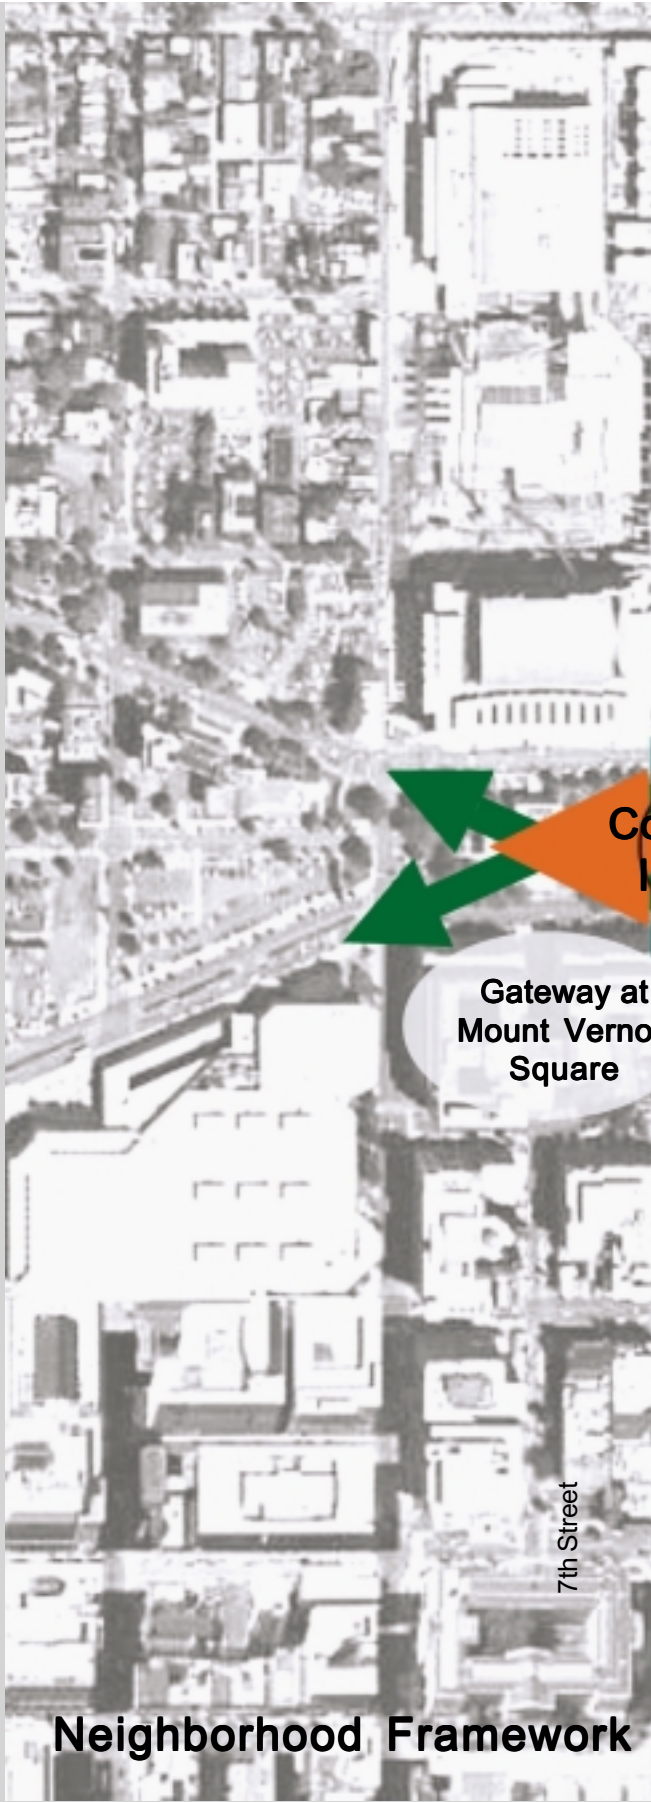 Gateway at
Mount Verno
Square
7th Street
Neighborhood Framework